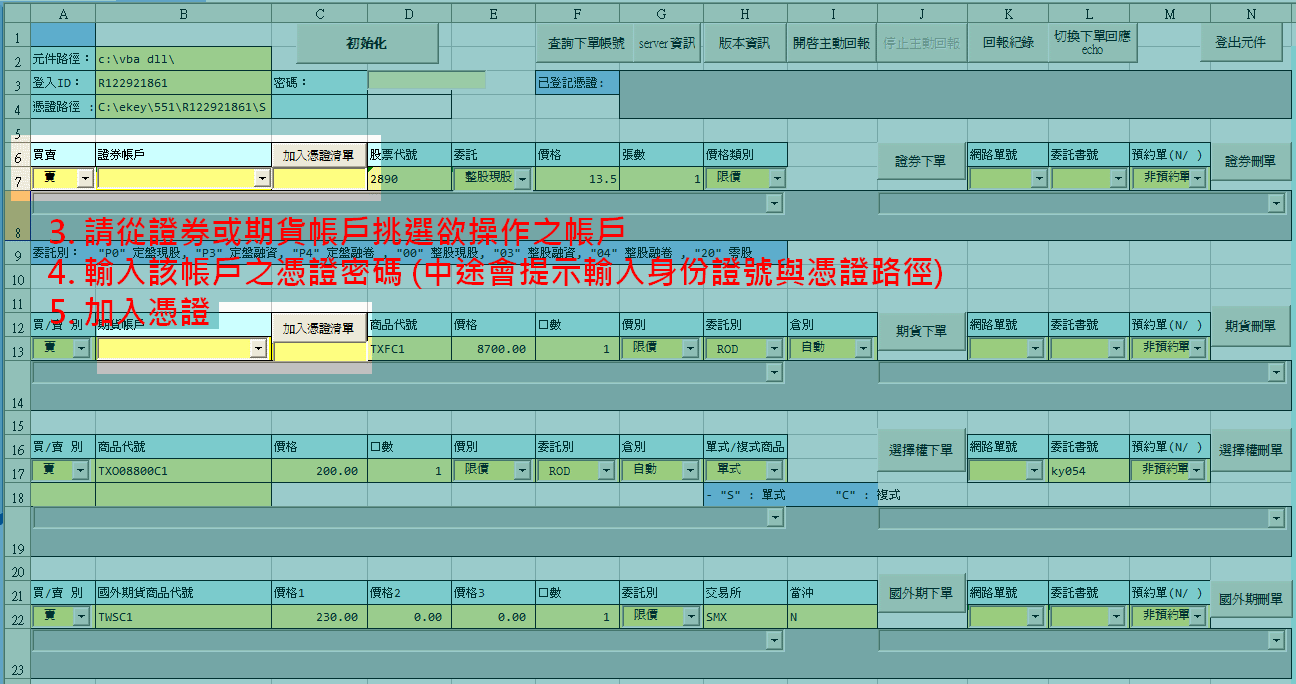 A B C D E F G H I J K L M N
1 初始化 查詢下單帳號 server 資訊 版本資訊 開啓主動回報 停止主動回報 回報紀錄 切換下單回應 echo 登出元件
2 元件路徑： c:\vba dll\
3 登入ID： R122921861 密碼： 已登記憑證：
4 憑證路徑 ： C:\ekey\551\R122921861\S
5
6 買賣 證券帳戶 加入憑證清單 股票代號 委託 價格 張數 價格類別 證券下單 網路單號 委託書號 預約單(N/ ) 證券刪單
7 賣 2890 整股現股 13.5 1 限價 非預約單
8
3. 請從證券或期貨帳戶挑選欲操作之帳戶
9 委託別： "P0" 定盤現股, "P3" 定盤融資, "P4" 定盤融卷 , "00" 整股現股, "03" 整股融資, "04" 整股融卷 , "20" 零股
4. 輸入該帳戶之憑證密碼 (中途會提示輸入身份證號與憑證路徑)
10
11
5. 加入憑證
12 買/賣 別 期貨帳戶 加入憑證清單 商品代號 價格 口數 價別 委託別 倉別 期貨下單 網路單號 委託書號 預約單(N/ ) 期貨刪單
13 賣 TXFC1 8700.00 1 限價 ROD 自動 非預約單
14
15
16 買/賣 別 商品代號 價格 口數 價別 委託別 倉別 單式/複式商品 選擇權下單 網路單號 委託書號 預約單(N/ ) 選擇權刪單
17 賣 TXO08800C1 200.00 1 限價 ROD 自動 單式 ky054 非預約單
18 - "S" : 單式 "C" : 複式
19
20
21 買/賣 別 國外期貨商品代號 價格1 價格2 價格3 口數 委託別 交易所 當沖 國外期下單 網路單號 委託書號 預約單(N/ ) 國外期刪單
22 賣 TWSC1 230.00 0.00 0.00 1 限價 SMX N 非預約單
23